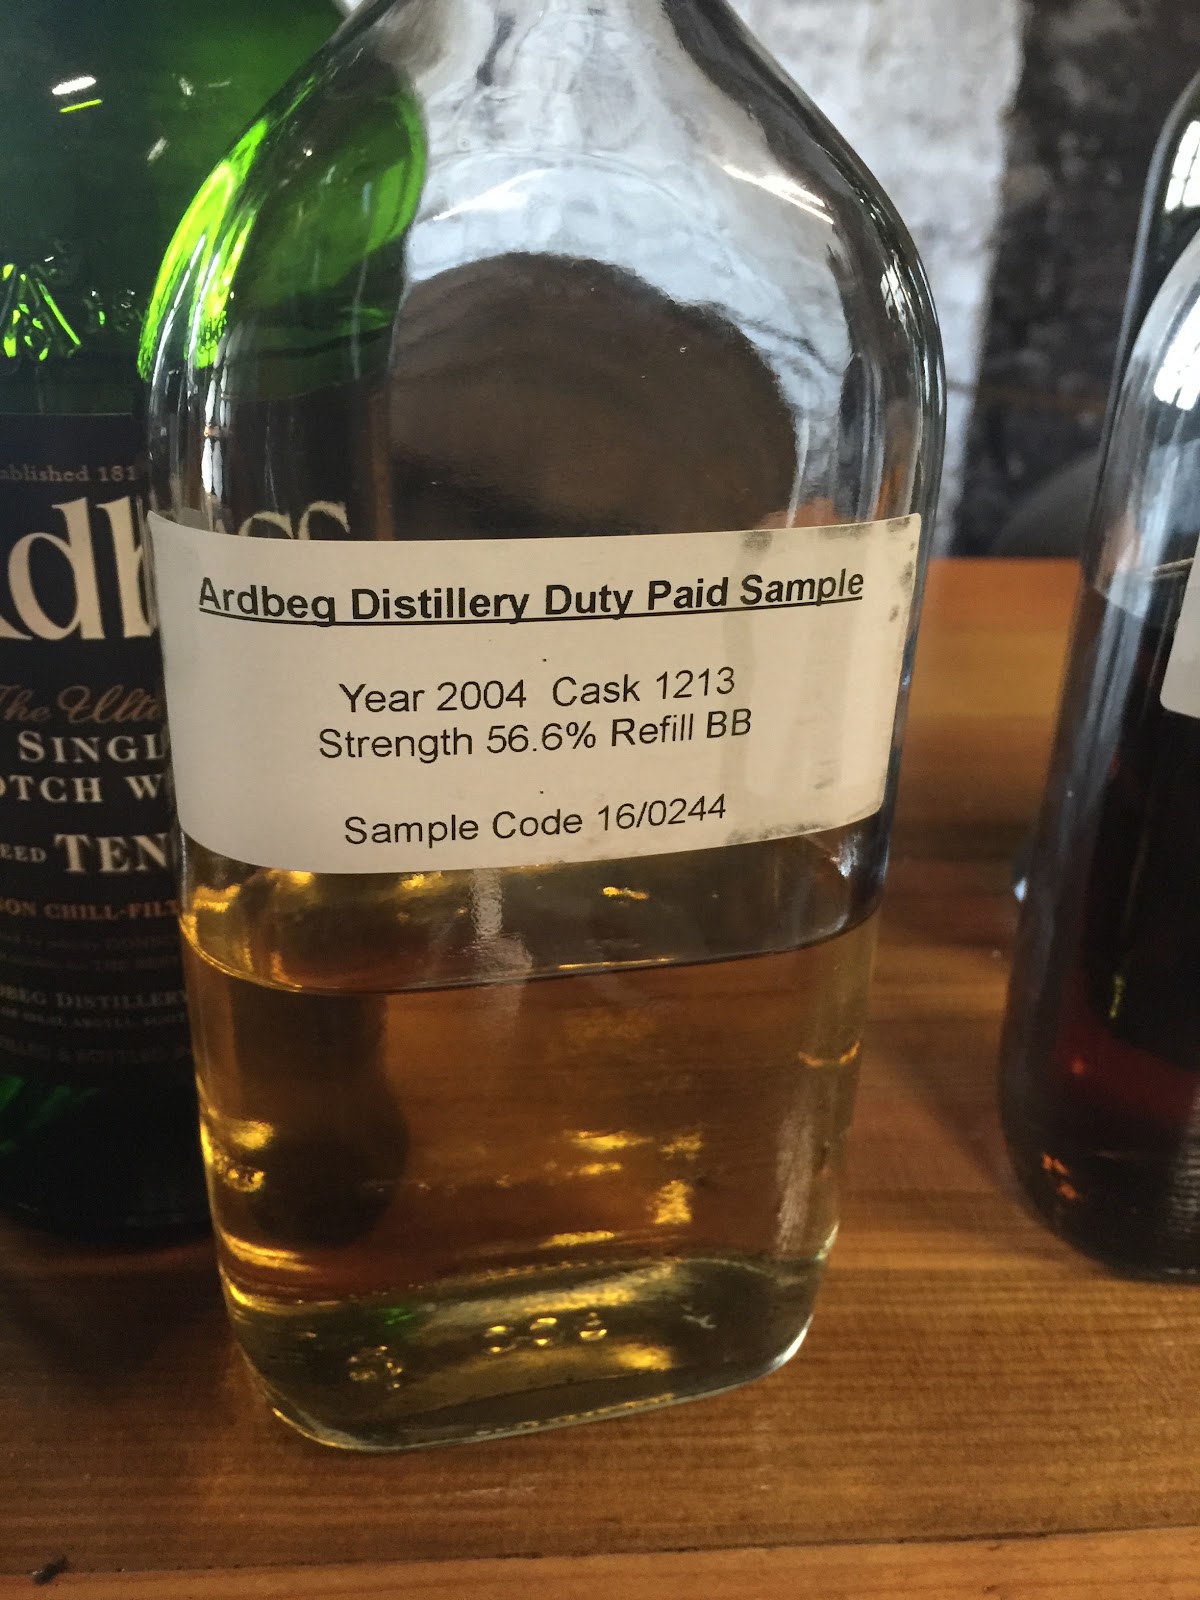 Ardbeg Distillery Duty Paid Sample
Year 2004 Cask 1213
Strength 56.6% Refill BB
Sample Code 16/0244
ablished 181
The Ulti
SINGL
OTCH W
TEN
ON CHILL-FILT
BEG DISTILLERY